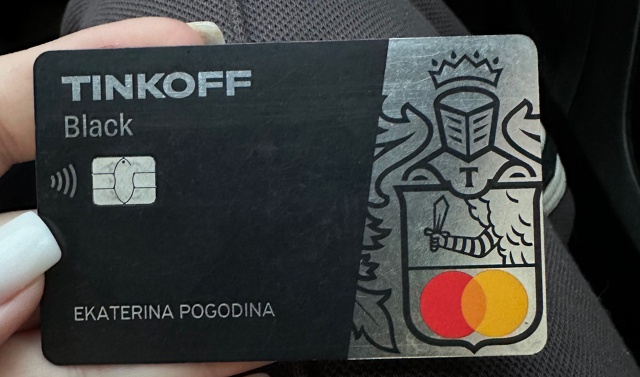 TINKOFF
Black
T
EKATERINA POGODINA